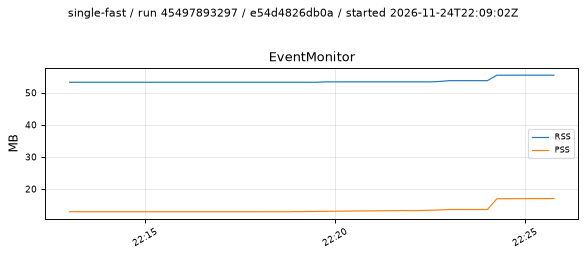 single-fast / run 45497893297 / e54d4826db0a / started 2026-11-24T22:09:02Z
EventMonitor
MB
50
40
30
20
RSS
PSS
22:15
22:20
22:25